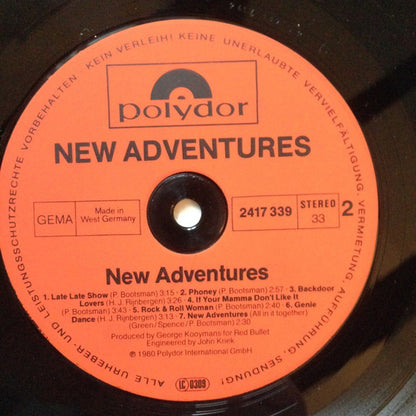 ALLE URHEBER- UND LEISTUNGSSCHUTZRECHTE VORBEHALTEN KEIN VERLEIH! KEINE UNERLAUBTE VERVIELFÄLTIGUNG, VERMIETUNG, AUFFÜHRUNG, SENDUNG!
polydor
NEW ADVENTURES
GEMA
Made in
West Germany
2417 339
STEREO
33
2
New Adventures
1. Late Late Show (P. Bootsman) 3:15 · 2. Phoney (P. Bootsman) 2:57 · 3. Backdoor
Lovers (H. J. Rijnbergen) 3:26 · 4. If Your Mamma Don't Like It
(P. Bootsman) 3:43 · 5. Rock & Roll Woman (P. Bootsman) 2:40 · 6. Genie
Dance (H. J. Rijnbergen) 3:13 · 7. New Adventures (All in it together)
(Green/Spence/P. Bootsman) 2:30
Produced by George Kooymans for Red Bullet
Engineered by John Kriek
℗ 1980 Polydor International GmbH
LC 0309